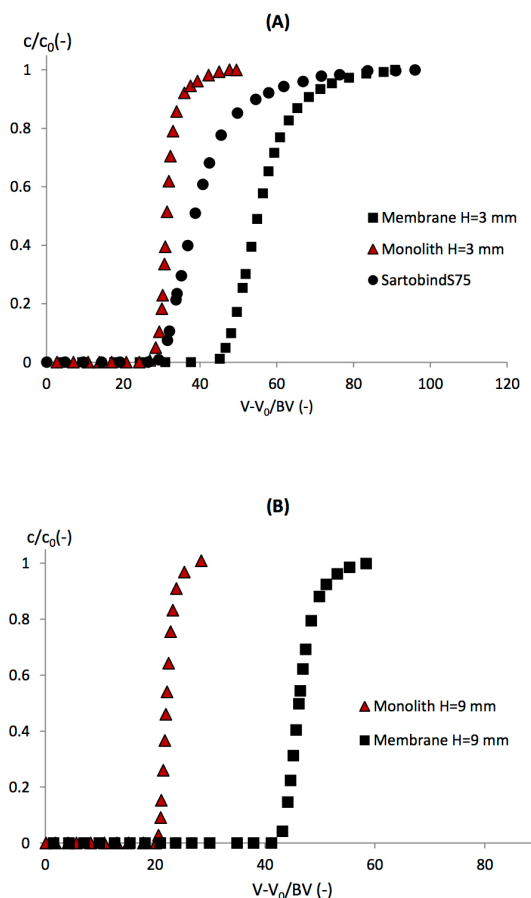 (A)
c/c₀(-)
1
0.8
0.6
0.4
0.2
0
0 20 40 60 80 100 120
V-V₀/BV (-)
Membrane H=3 mm
Monolith H=3 mm
SartobindS75
(B)
c/c₀(-)
1
0.8
0.6
0.4
0.2
0
0 20 40 60 80
V-V₀/BV (-)
Monolith H=9 mm
Membrane H=9 mm